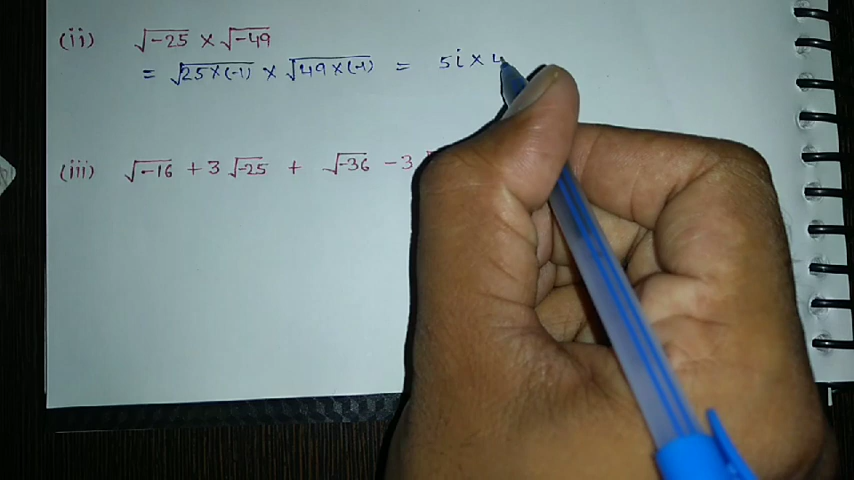 (ii) √-25 × √-49
= √25×(-1) × √49×(-1) = 5i × 4
(iii) √-16 + 3 √-25 + √-36 - 3